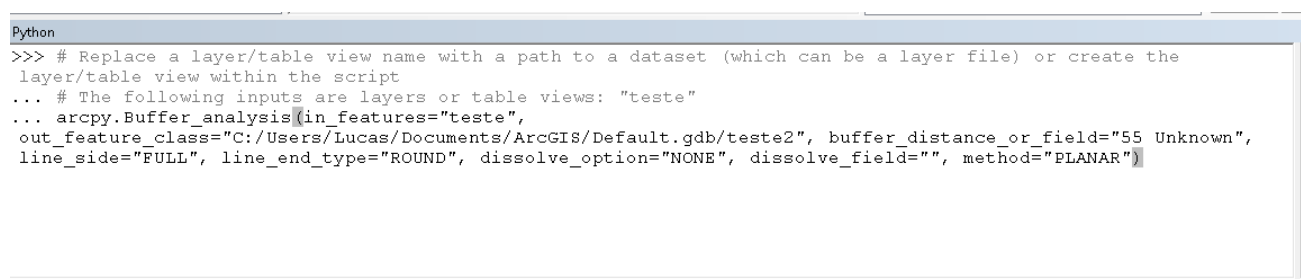 Python
>>> # Replace a layer/table view name with a path to a dataset (which can be a layer file) or create the
layer/table view within the script
... # The following inputs are layers or table views: "teste"
... arcpy.Buffer_analysis(in_features="teste",
out_feature_class="C:/Users/Lucas/Documents/ArcGIS/Default.gdb/teste2", buffer_distance_or_field="55 Unknown",
line_side="FULL", line_end_type="ROUND", dissolve_option="NONE", dissolve_field="", method="PLANAR")